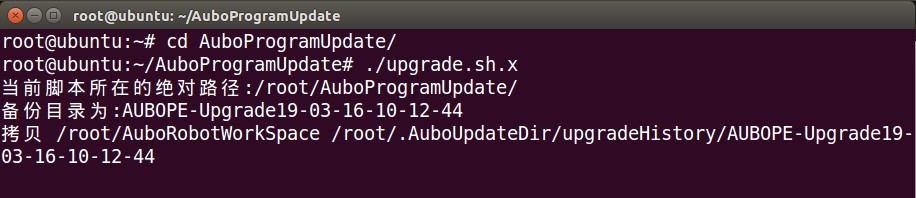 root@ubuntu: ~/AuboProgramUpdate
root@ubuntu:~# cd AuboProgramUpdate/
root@ubuntu:~/AuboProgramUpdate# ./upgrade.sh.x
当前脚本所在的绝对路径:/root/AuboProgramUpdate/
备份目录为:AUBOPE-Upgrade19-03-16-10-12-44
拷贝 /root/AuboRobotWorkSpace /root/.AuboUpdateDir/upgradeHistory/AUBOPE-Upgrade19-
03-16-10-12-44